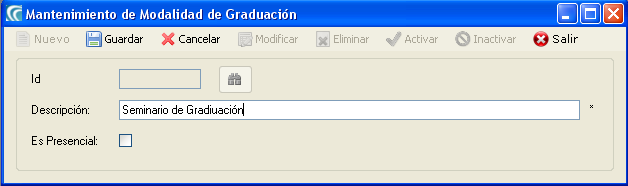 Mantenimiento de Modalidad de Graduación
Nuevo Guardar Cancelar Modificar Eliminar Activar Inactivar Salir
Id
Descripción: Seminario de Gradiuación *
Es Presencial: